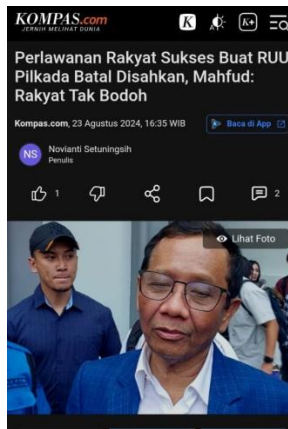 KOMPAS.com
JERNIH MELIHAT DUNIA
K
K+
Perlawanan Rakyat Sukses Buat RUU
Pilkada Batal Disahkan, Mahfud:
Rakyat Tak Bodoh
Kompas.com, 23 Agustus 2024, 16:35 WIB
Baca di App
NS
Novianti Setuningsih
Penulis
1
2
Lihat Foto